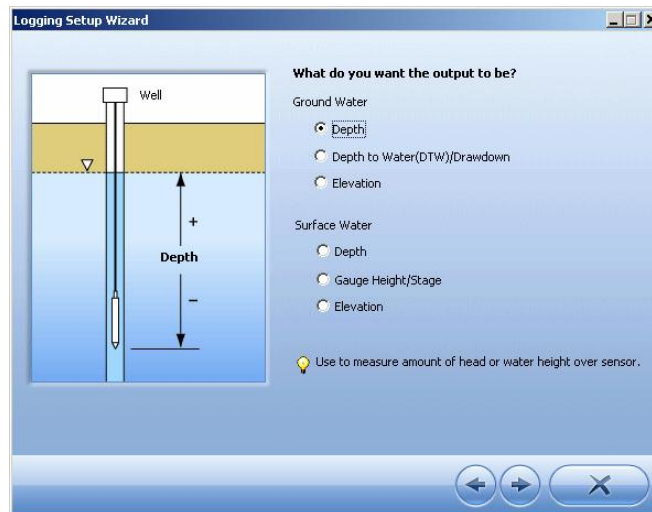 Logging Setup Wizard
Well
+
Depth
–
What do you want the output to be?
Ground Water
Depth
Depth to Water(DTW)/Drawdown
Elevation
Surface Water
Depth
Gauge Height/Stage
Elevation
Use to measure amount of head or water height over sensor.